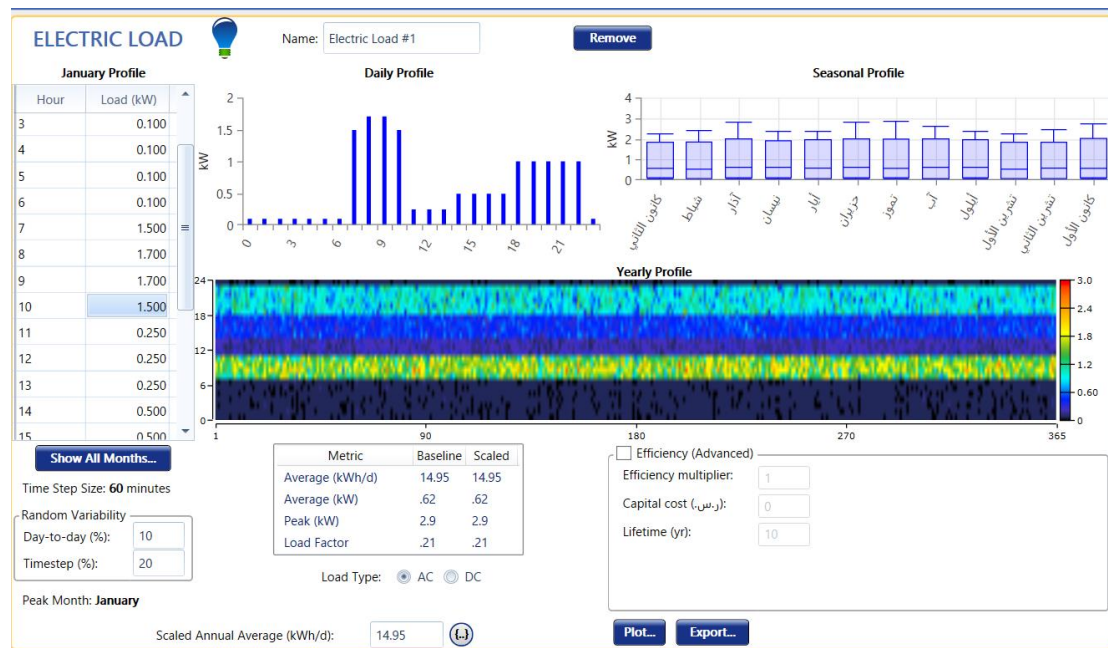 ELECTRIC LOAD
Name: Electric Load #1
Remove
January Profile
Hour Load (kW)
3 0.100
4 0.100
5 0.100
6 0.100
7 1.500
8 1.700
9 1.700
10 1.500
11 0.250
12 0.250
13 0.250
14 0.500
15 0.500
Show All Months...
Time Step Size: 60 minutes
Random Variability
Day-to-day (%): 10
Timestep (%): 20
Peak Month: January
Daily Profile
kW
2
1.5
1
0.5
0
0 3 6 9 12 15 18 21
Seasonal Profile
kW
4
3
2
1
0
كانون الثاني
شباط
آذار
نيسان
أيار
حزيران
تموز
آب
أيلول
تشرين الأول
تشرين الثاني
كانون الأول
Yearly Profile
24
18
12
6
0
1 90 180 270 365
3.0
2.4
1.8
1.2
0.60
0
Metric Baseline Scaled
Average (kWh/d) 14.95 14.95
Average (kW) .62 .62
Peak (kW) 2.9 2.9
Load Factor .21 .21
Load Type: AC DC
Scaled Annual Average (kWh/d): 14.95 {..}
Efficiency (Advanced)
Efficiency multiplier: 1
Capital cost (ر.س.): 0
Lifetime (yr): 10
Plot... Export...